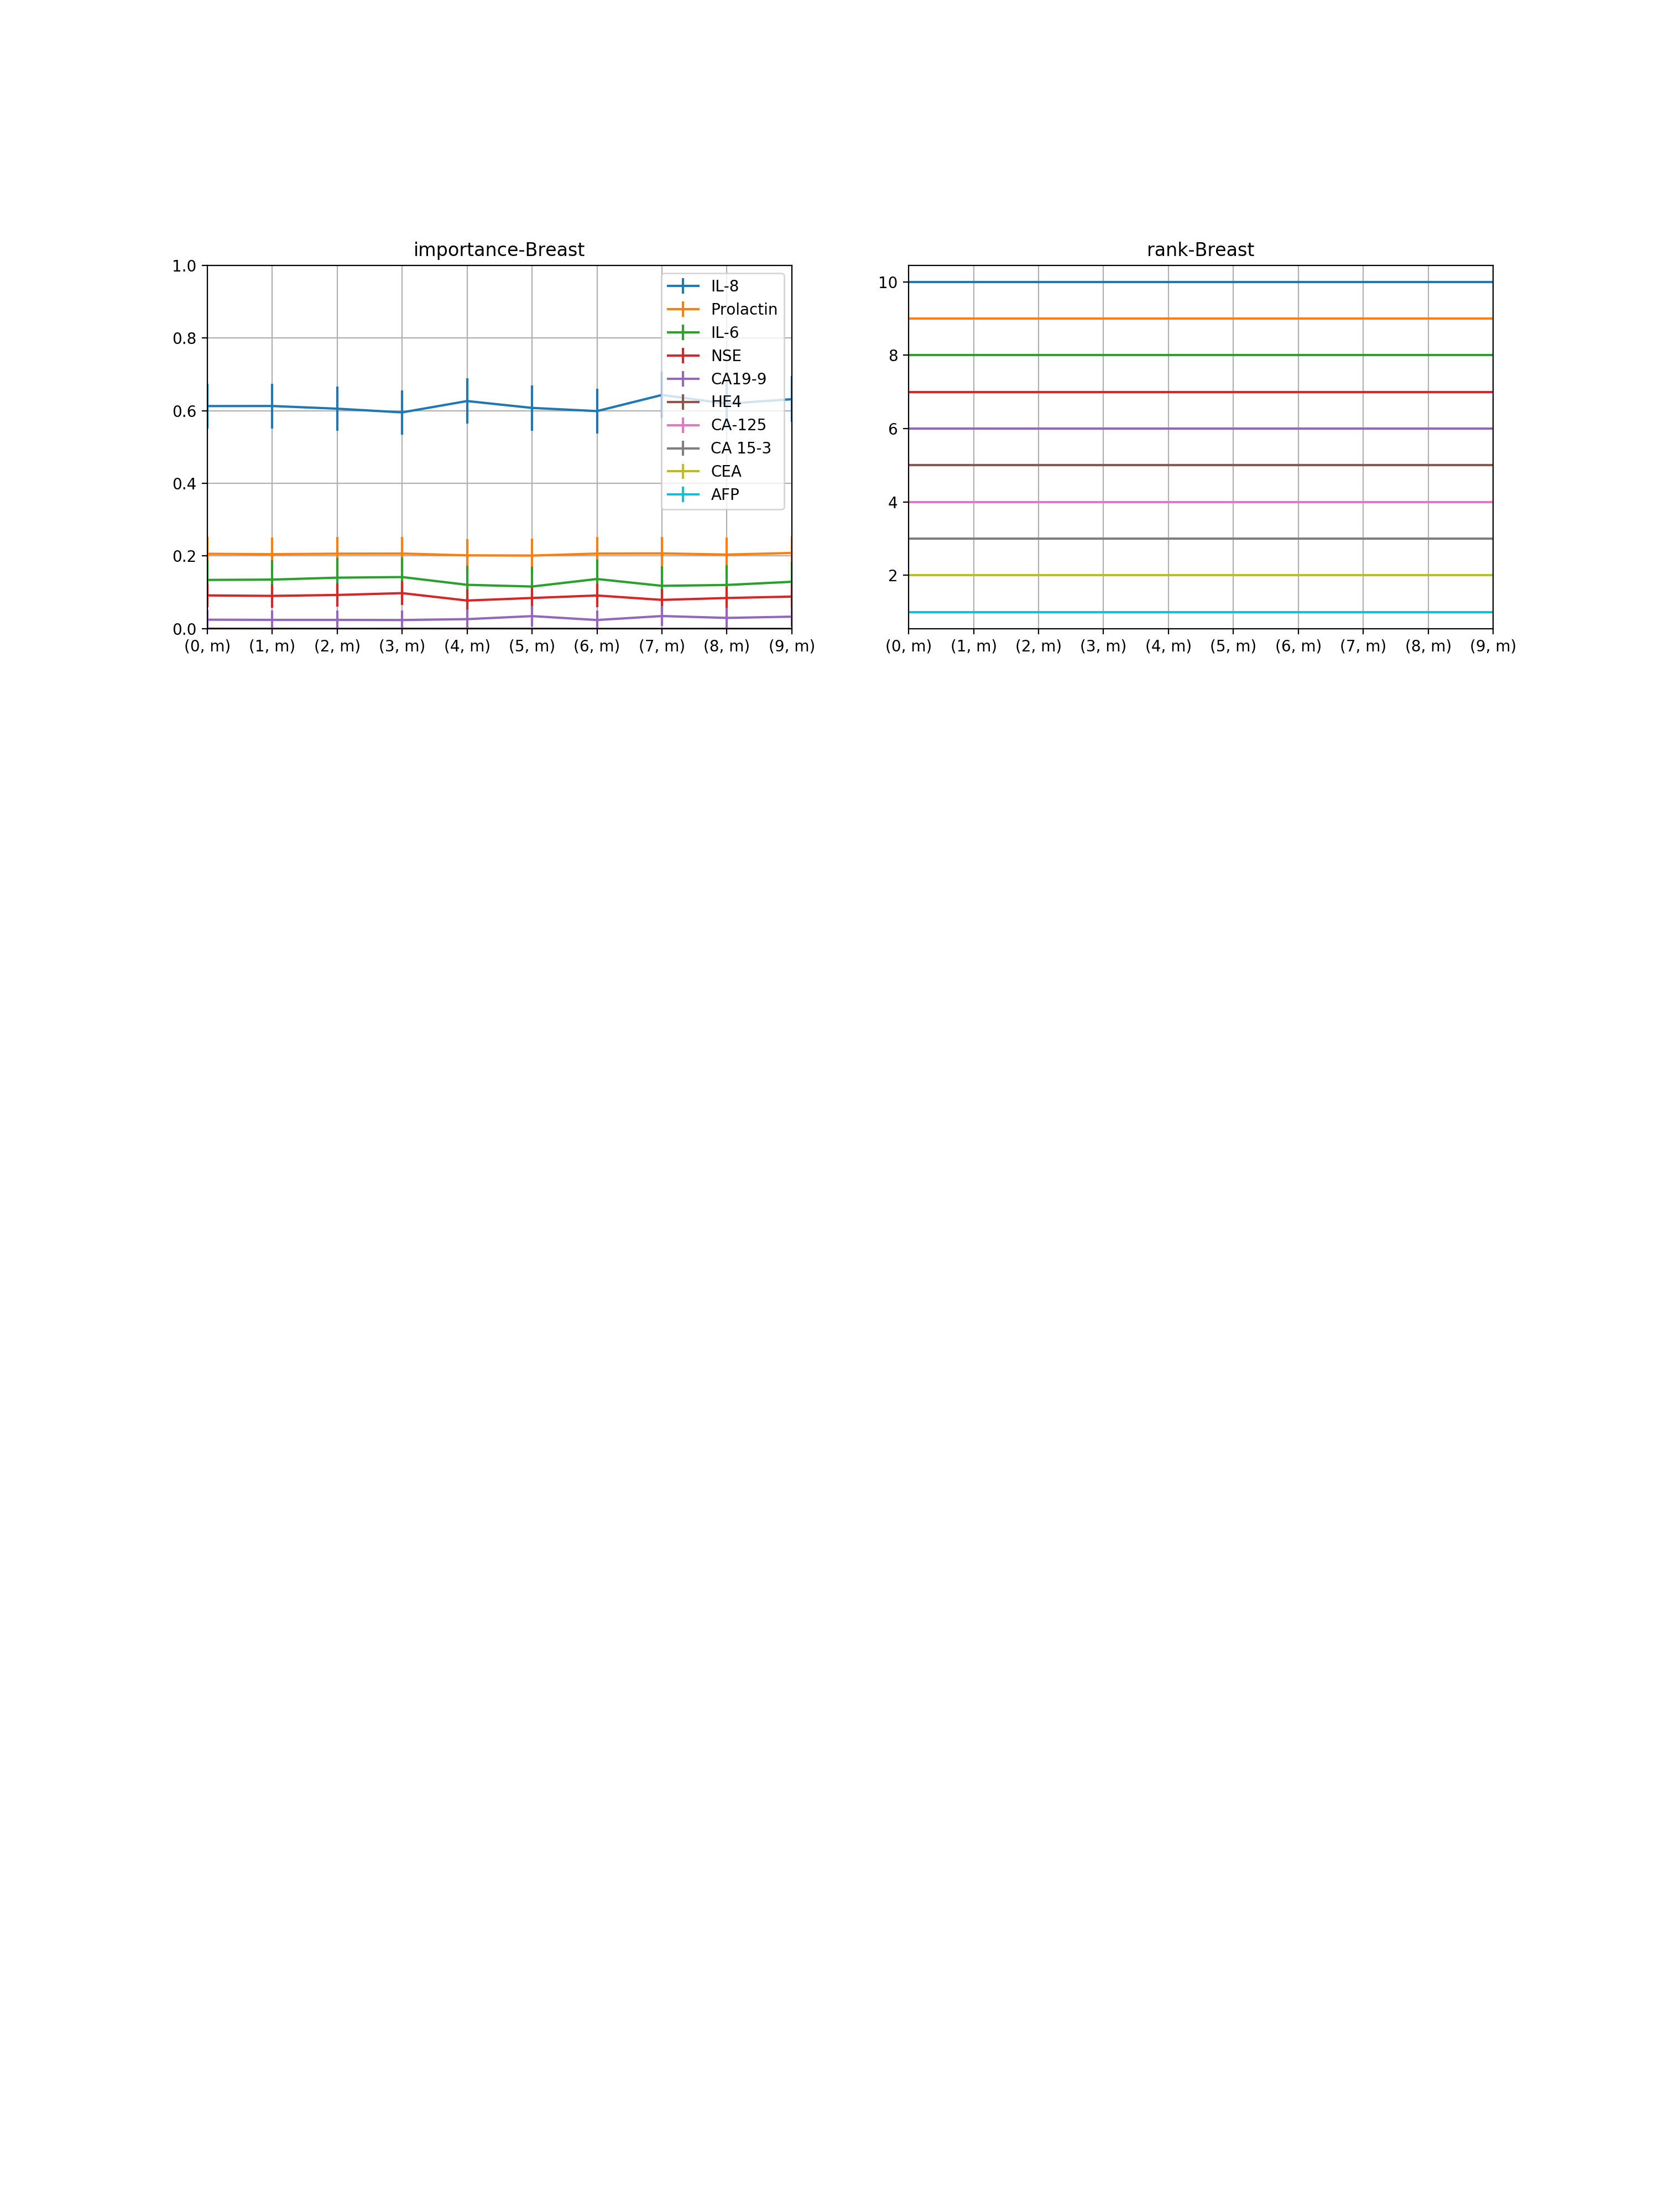 importance-Breast
1.0
0.8
0.6
0.4
0.2
0.0
(0, m) (1, m) (2, m) (3, m) (4, m) (5, m) (6, m) (7, m) (8, m) (9, m)
IL-8
Prolactin
IL-6
NSE
CA19-9
HE4
CA-125
CA 15-3
CEA
AFP
rank-Breast
10
8
6
4
2
(0, m) (1, m) (2, m) (3, m) (4, m) (5, m) (6, m) (7, m) (8, m) (9, m)